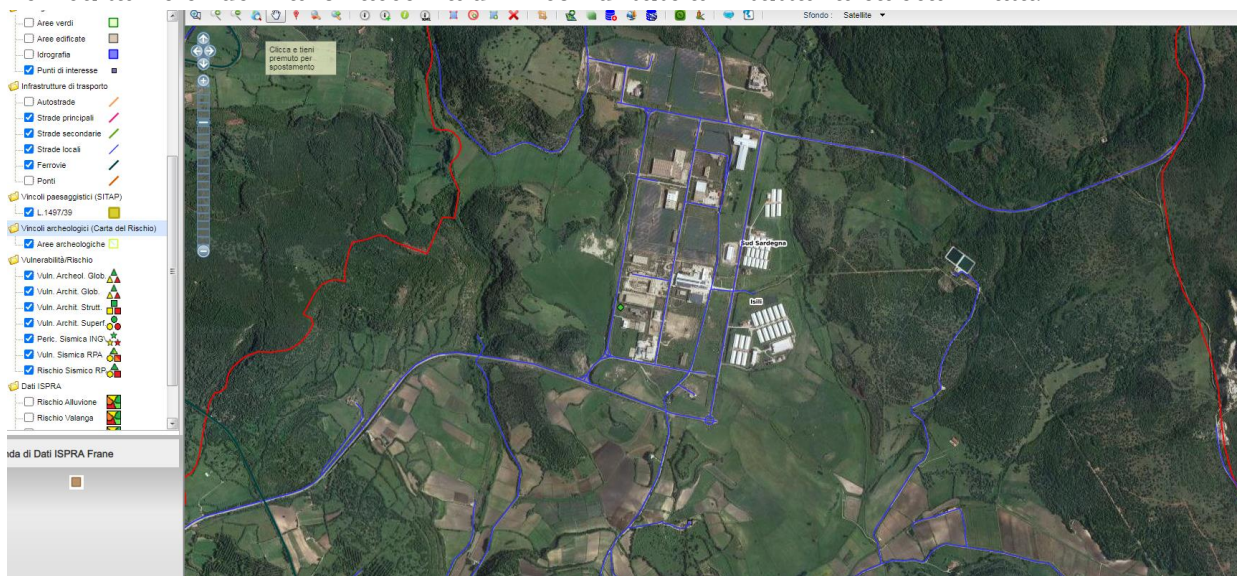 Aree verdi
Aree edificate
Idrografia
Punti di interesse
Infrastrutture di trasporto
Autostrade
Strade principali
Strade secondarie
Strade locali
Ferrovie
Ponti
Vincoli paesaggistici (SITAP)
L.1497/39
Vincoli archeologici (Carta del Rischio)
Aree archeologiche
Vulnerabilità/Rischio
Vuln. Archeol. Glob.
Vuln. Archit. Glob.
Vuln. Archit. Strutt.
Vuln. Archit. Superf
Peric. Sismica ING
Vuln. Sismica RPA
Rischio Sismico RP
Dati ISPRA
Rischio Alluvione
Rischio Valanga
nda di Dati ISPRA Frane
Sfondo : Satellite
Clicca e tieni
premuto per
spostamento
Sud Sardegna
Isili